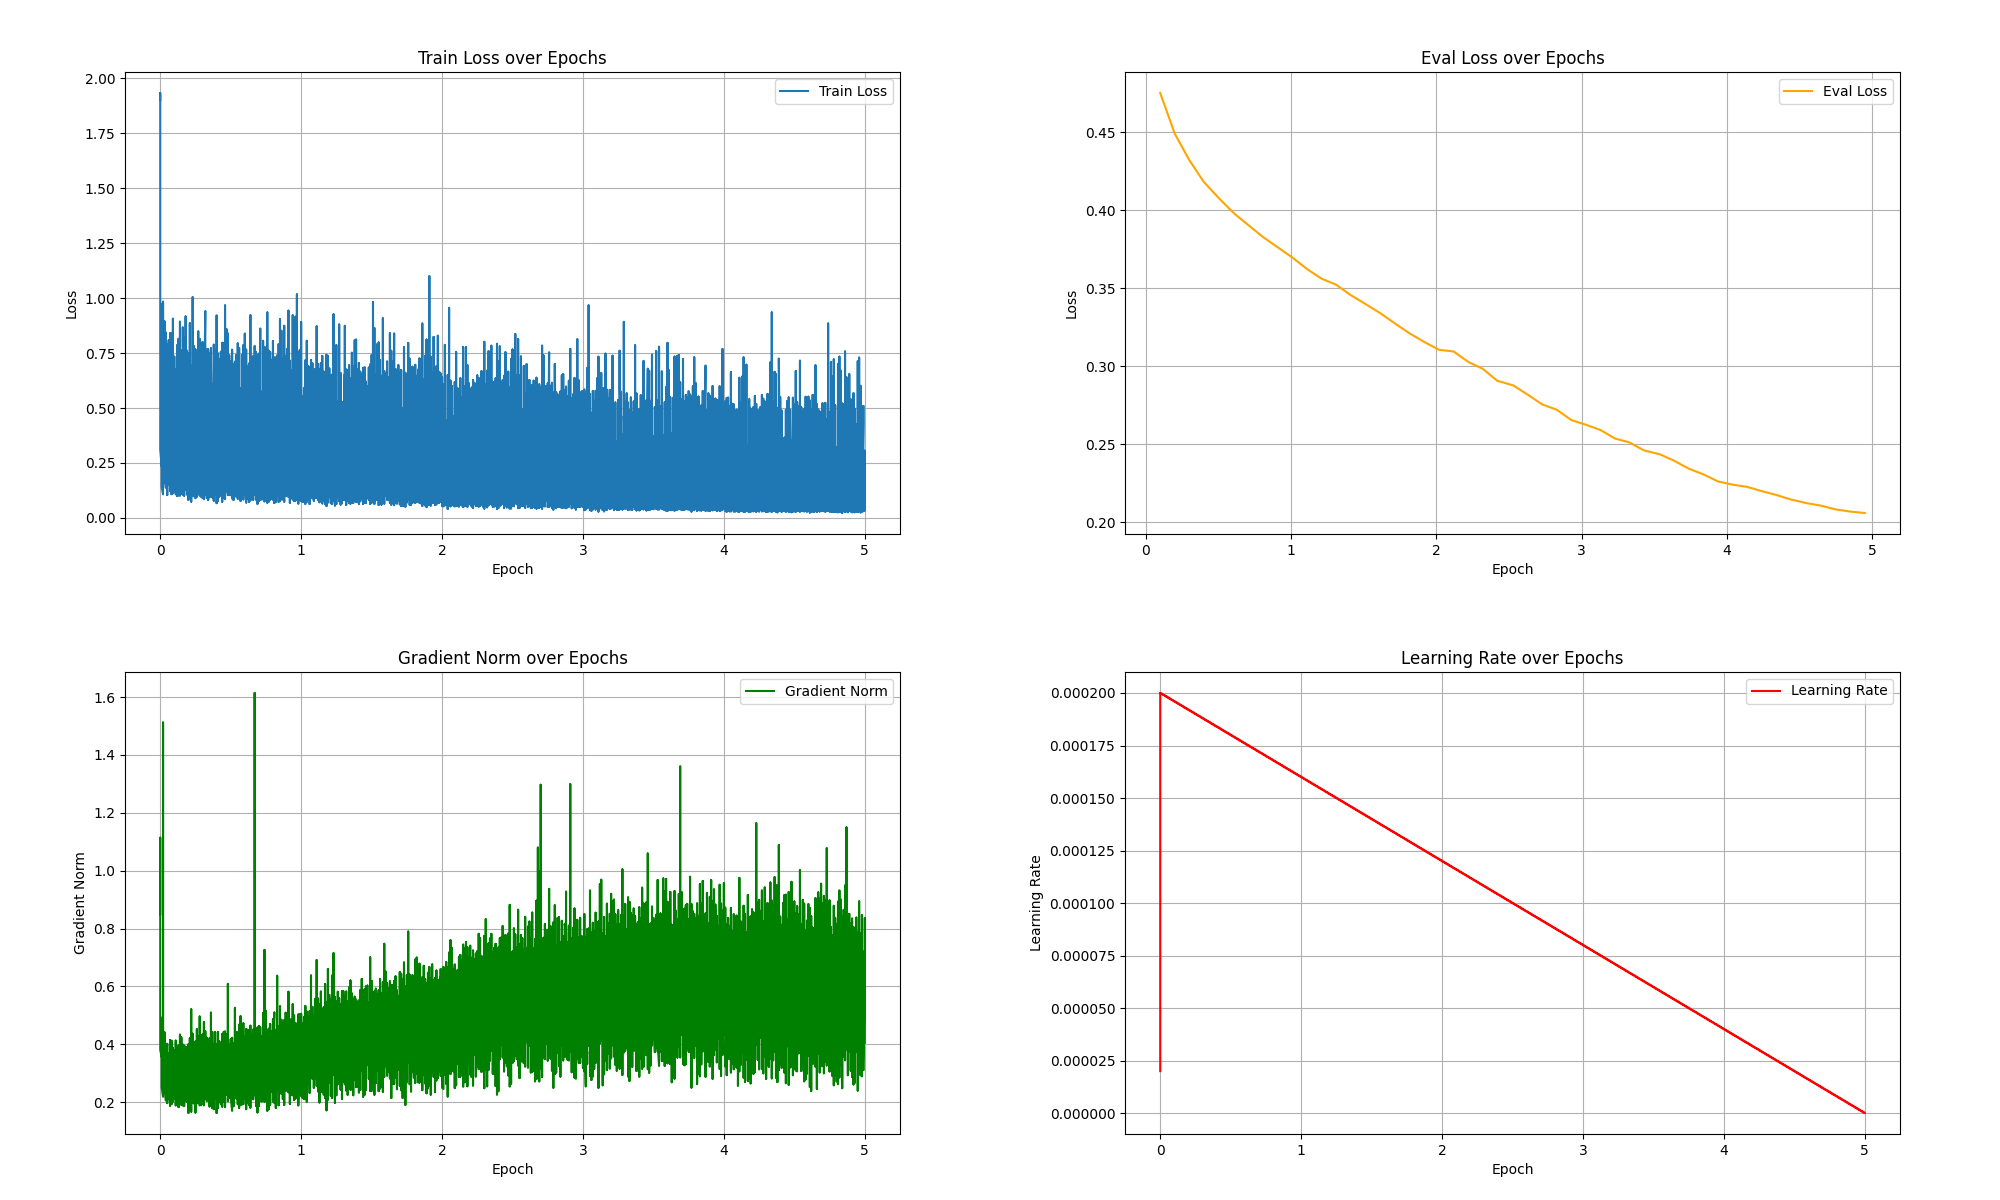 Train Loss over Epochs
Train Loss
2.00
1.75
1.50
1.25
1.00
0.75
0.50
0.25
0.00
Loss
0 1 2 3 4 5
Epoch
Eval Loss over Epochs
Eval Loss
0.45
0.40
0.35
0.30
0.25
0.20
Loss
0 1 2 3 4 5
Epoch
Gradient Norm over Epochs
Gradient Norm
1.6
1.4
1.2
1.0
0.8
0.6
0.4
0.2
Gradient Norm
0 1 2 3 4 5
Epoch
Learning Rate over Epochs
Learning Rate
0.000200
0.000175
0.000150
0.000125
0.000100
0.000075
0.000050
0.000025
0.000000
Learning Rate
0 1 2 3 4 5
Epoch